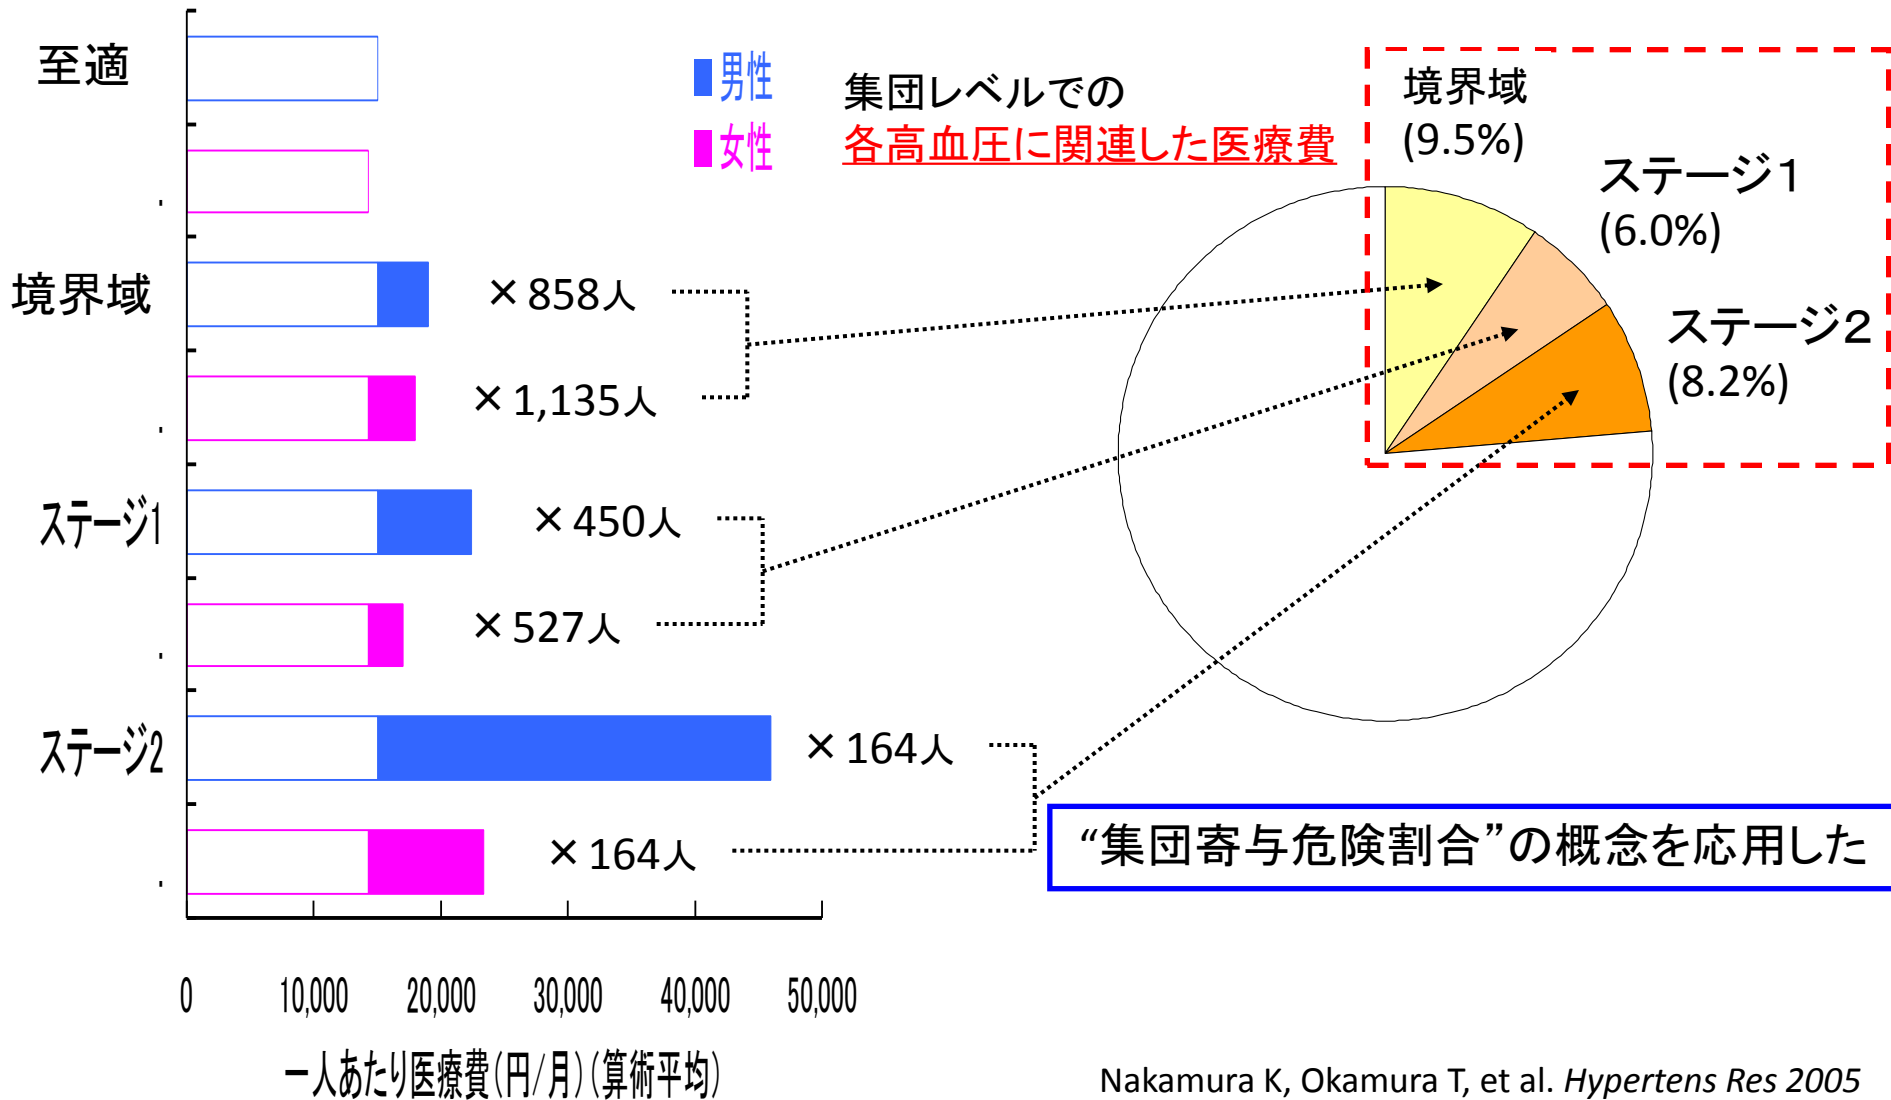 至適
男性
女性
集団レベルでの
各高血圧に関連した医療費
境界域
(9.5%)
ステージ1
(6.0%)
ステージ2
(8.2%)
境界域
×858人
×1,135人
ステージ1
×450人
×527人
ステージ2
×164人
×164人
“集団寄与危険割合”の概念を応用した
0 10,000 20,000 30,000 40,000 50,000
一人あたり医療費(円/月)(算術平均)
Nakamura K, Okamura T, et al. Hypertens Res 2005